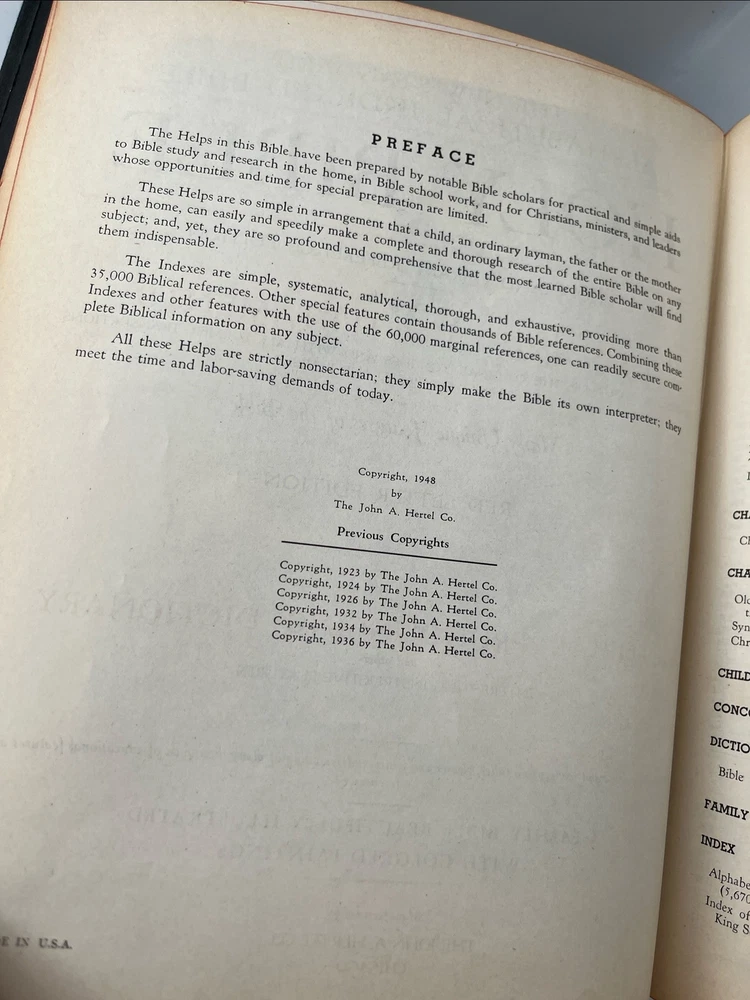 PREFACE
The Helps in this Bible have been prepared by notable Bible scholars for practical and simple aids
to Bible study and research in the home, in Bible school work, and for Christians, ministers, and leaders
whose opportunities and time for special preparation are limited.
These Helps are so simple in arrangement that a child, an ordinary layman, the father or the mother
in the home, can easily and speedily make a complete and thorough research of the entire Bible on any
subject; and, yet, they are so profound and comprehensive that the most learned Bible scholar will find
them indispensable.
The Indexes are simple, systematic, analytical, thorough, and exhaustive, providing more than
35,000 Biblical references. Other special features contain thousands of Bible references. Combining these
Indexes and other features with the use of the 60,000 marginal references, one can readily secure com-
plete Biblical information on any subject.
All these Helps are strictly nonsectarian; they simply make the Bible its own interpreter; they
meet the time and labor-saving demands of today.
Copyright, 1948
by
The John A. Hertel Co.
Previous Copyrights
Copyright, 1923 by The John A. Hertel Co.
Copyright, 1924 by The John A. Hertel Co.
Copyright, 1926 by The John A. Hertel Co.
Copyright, 1932 by The John A. Hertel Co.
Copyright, 1934 by The John A. Hertel Co.
Copyright, 1936 by The John A. Hertel Co.
E IN U.S.A.
CHA
Ch
CHA
Old
t
Syn
Chr
CHILD
CONC
DICTIO
Bible
FAMILY
INDEX
Alphabe
(5,670
Index of
King S